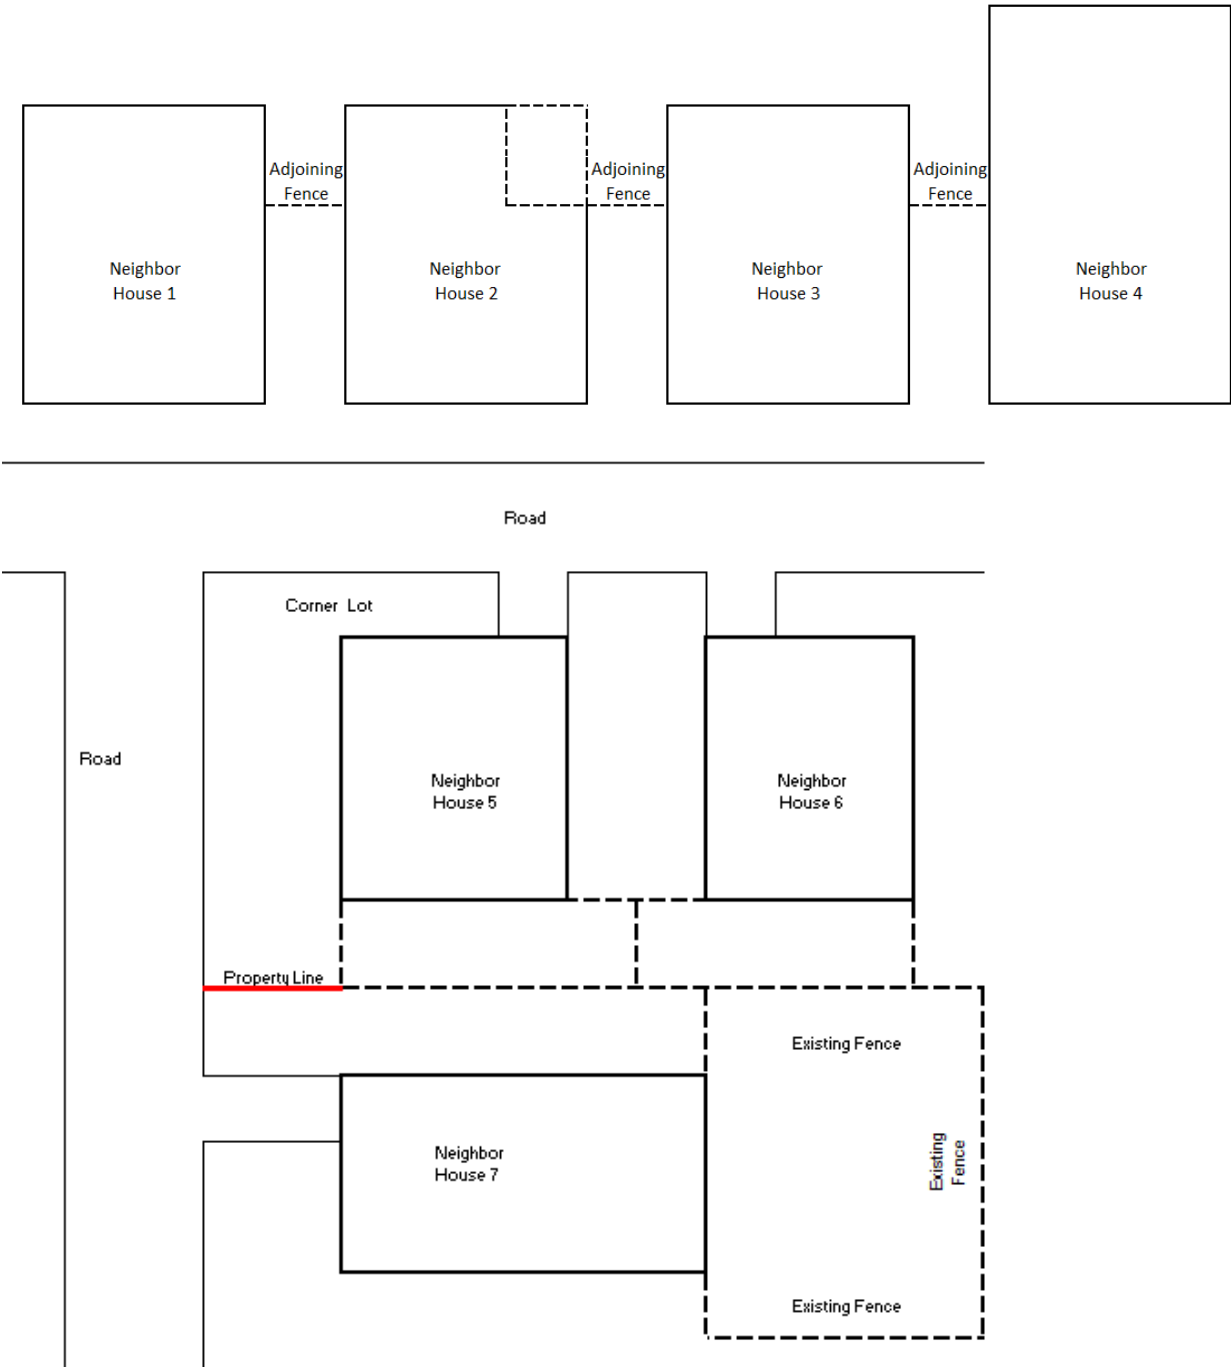 Adjoining
Fence
Adjoining
Fence
Adjoining
Fence
Neighbor
House 1
Neighbor
House 2
Neighbor
House 3
Neighbor
House 4
Road
Corner Lot
Road
Neighbor
House 5
Neighbor
House 6
Property Line
Existing Fence
Neighbor
House 7
Existing
Fence
Existing Fence